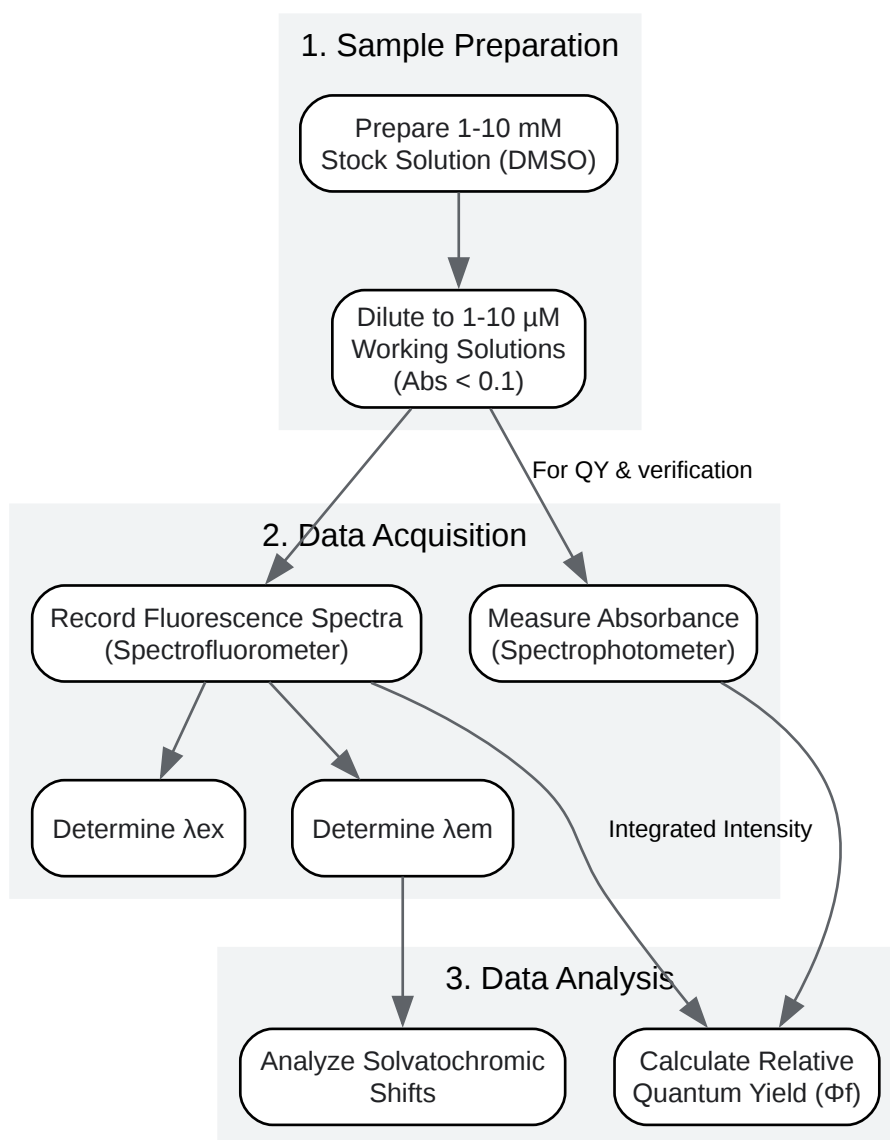 1. Sample Preparation
Prepare 1-10 mM
Stock Solution (DMSO)
Dilute to 1-10 µM
Working Solutions
(Abs < 0.1)
For QY & verification
2. Data Acquisition
Record Fluorescence Spectra
(Spectrofluorometer)
Measure Absorbance
(Spectrophotometer)
Determine λex
Determine λem
Integrated Intensity
3. Data Analysis
Analyze Solvatochromic
Shifts
Calculate Relative
Quantum Yield (Φf)